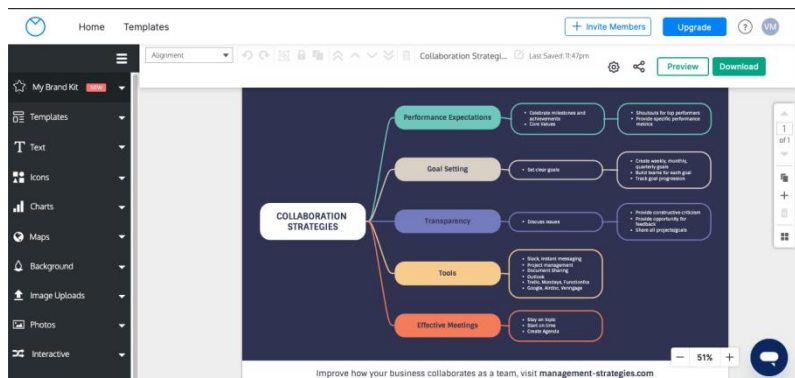 Home Templates + Invite Members Upgrade ? VM
Alignment Collaboration Strategi... Last Saved: 11:47pm Preview Download
My Brand Kit NEW
Templates
Text
Icons
Charts
Maps
Background
Image Uploads
Photos
Interactive
COLLABORATION
STRATEGIES
Performance Expectations
• Celebrate milestones and
achievements
• Core Values
• Shoutouts for top performers
• Provide specific performance
metrics
Goal Setting
• Set clear goals
• Create weekly, monthly,
quarterly goals
• Build teams for each goal
• Track goal progression
Transparency
• Discuss issues
• Provide constructive criticism
• Provide opportunity for
feedback
• Share all projects/goals
Tools
• Slack, instant messaging
• Project management
• Document Sharing
• Outlook
• Trello, Mondays, Functionfox
• Google, Airdoc, Venngage
Effective Meetings
• Stay on topic
• Start on time
• Create Agenda
1
of 1
− 51% +
Improve how your business collaborates as a team, visit management-strategies.com